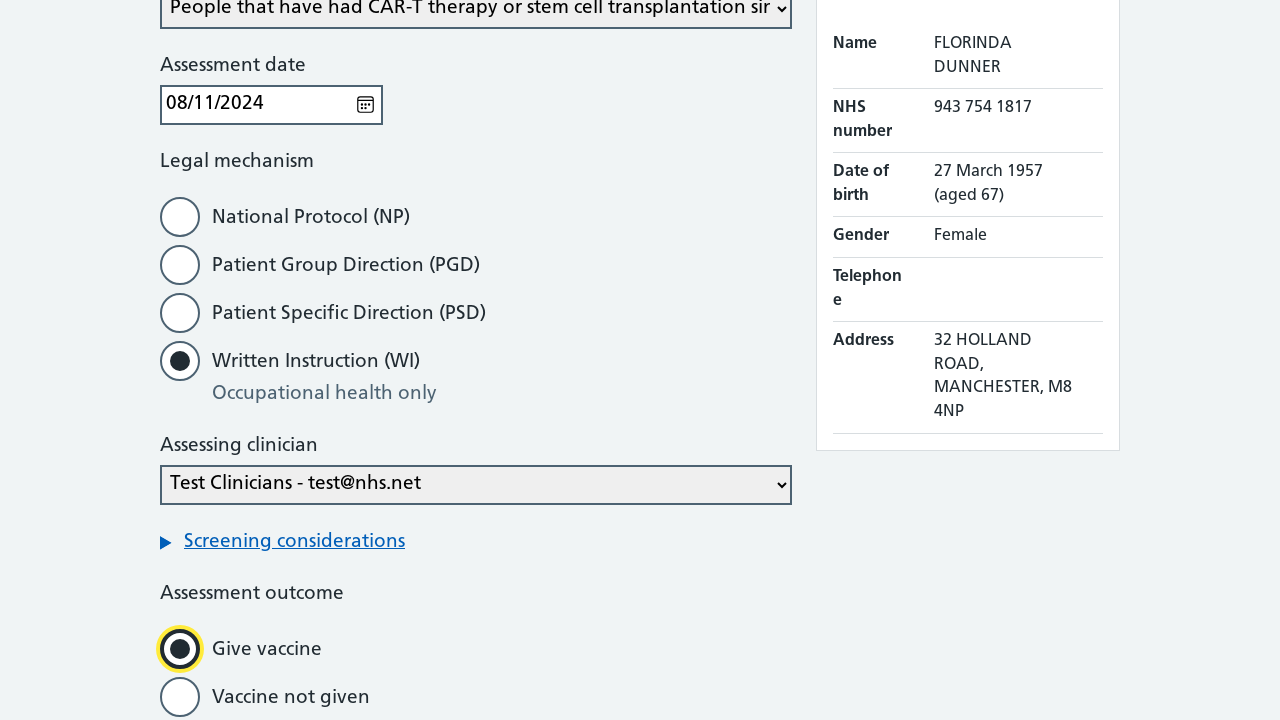 People that have had CAR-T therapy or stem cell transplantation sir
Assessment date
08/11/2024
Legal mechanism
National Protocol (NP)
Patient Group Direction (PGD)
Patient Specific Direction (PSD)
Written Instruction (WI)
Occupational health only
Assessing clinician
Test Clinicians - test@nhs.net
Screening considerations
Assessment outcome
Give vaccine
Vaccine not given
Name FLORINDA
DUNNER
NHS 943 754 1817
number
Date of 27 March 1957
birth (aged 67)
Gender Female
Telephon
e
Address 32 HOLLAND
ROAD,
MANCHESTER, M8
4NP